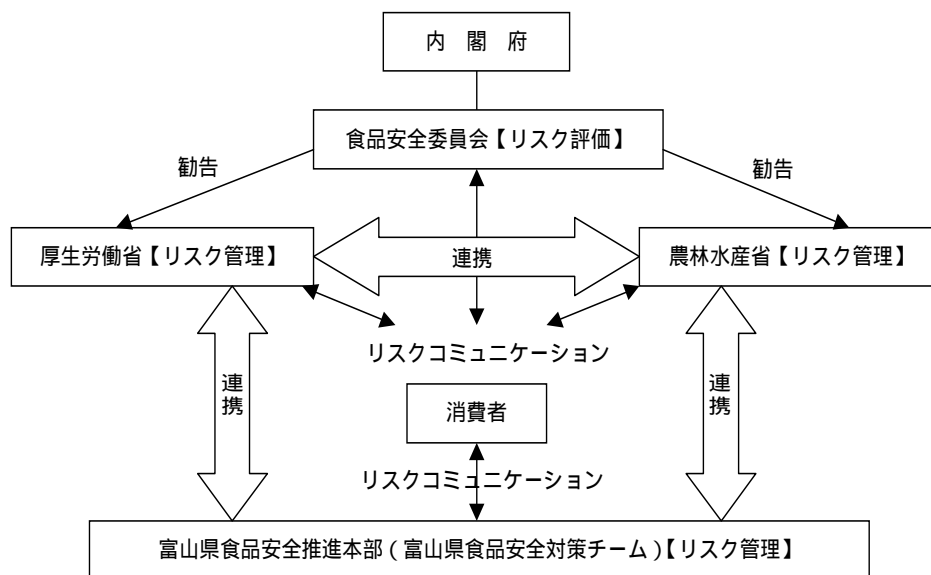 内 閣 府
食品安全委員会【リスク評価】
勧告
勧告
厚生労働省【リスク管理】
連携
農林水産省【リスク管理】
リスクコミュニケーション
連携
連携
消費者
リスクコミュニケーション
富山県食品安全推進本部(富山県食品安全対策チーム)【リスク管理】